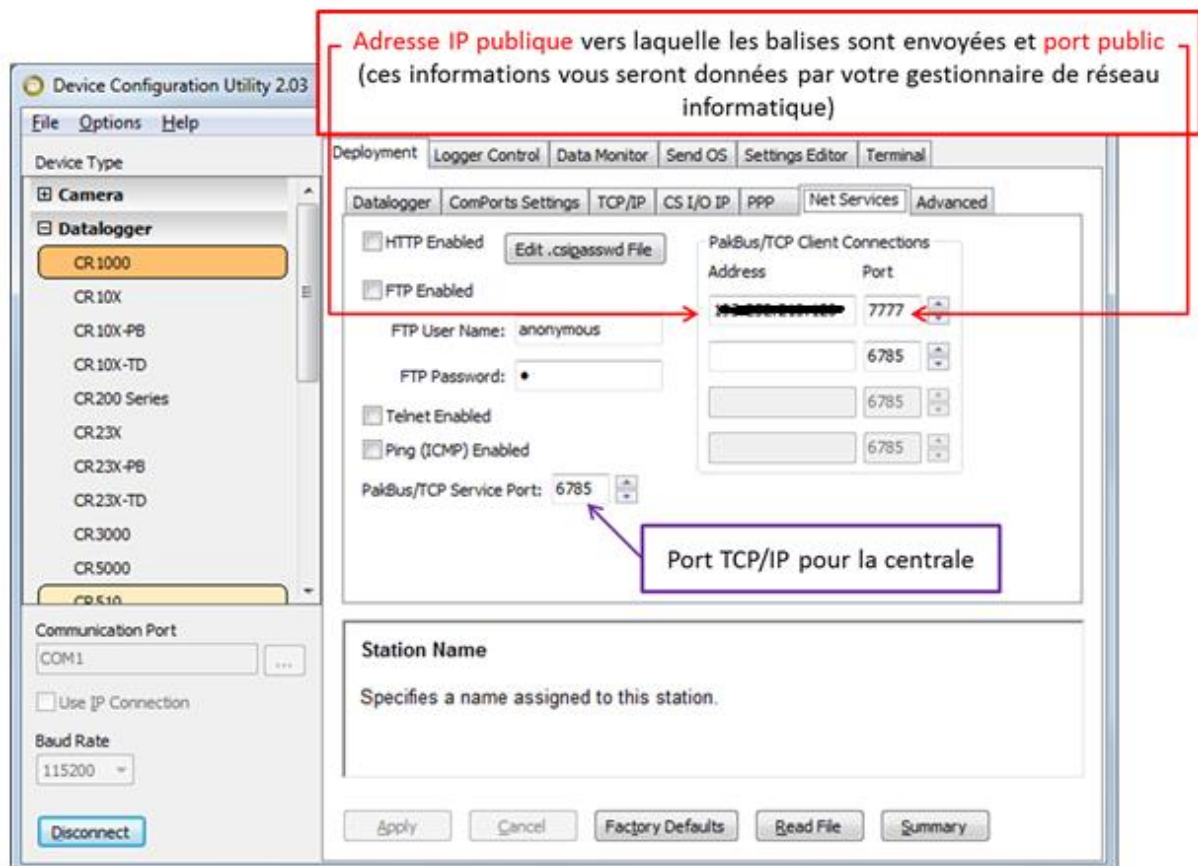 Adresse IP publique vers laquelle les balises sont envoyées et port public
(ces informations vous seront données par votre gestionnaire de réseau
informatique)
Device Configuration Utility 2.03
File Options Help
Device Type
Camera
Datalogger
CR1000
CR10X
CR10X-PB
CR10X-TD
CR200 Series
CR23X
CR23X-PB
CR23X-TD
CR3000
CR5000
CR510
Communication Port
COM1
...
Use IP Connection
Baud Rate
115200
Disconnect
Deployment Logger Control Data Monitor Send OS Settings Editor Terminal
Datalogger ComPorts Settings TCP/IP CS I/O IP PPP Net Services Advanced
HTTP Enabled Edit .csipasswd File
FTP Enabled
FTP User Name: anonymous
FTP Password: •
Telnet Enabled
Ping (ICMP) Enabled
PakBus/TCP Service Port: 6785
PakBus/TCP Client Connections
Address Port
7777
6785
6785
6785
Port TCP/IP pour la centrale
Station Name
Specifies a name assigned to this station.
Apply Cancel Factory Defaults Read File Summary